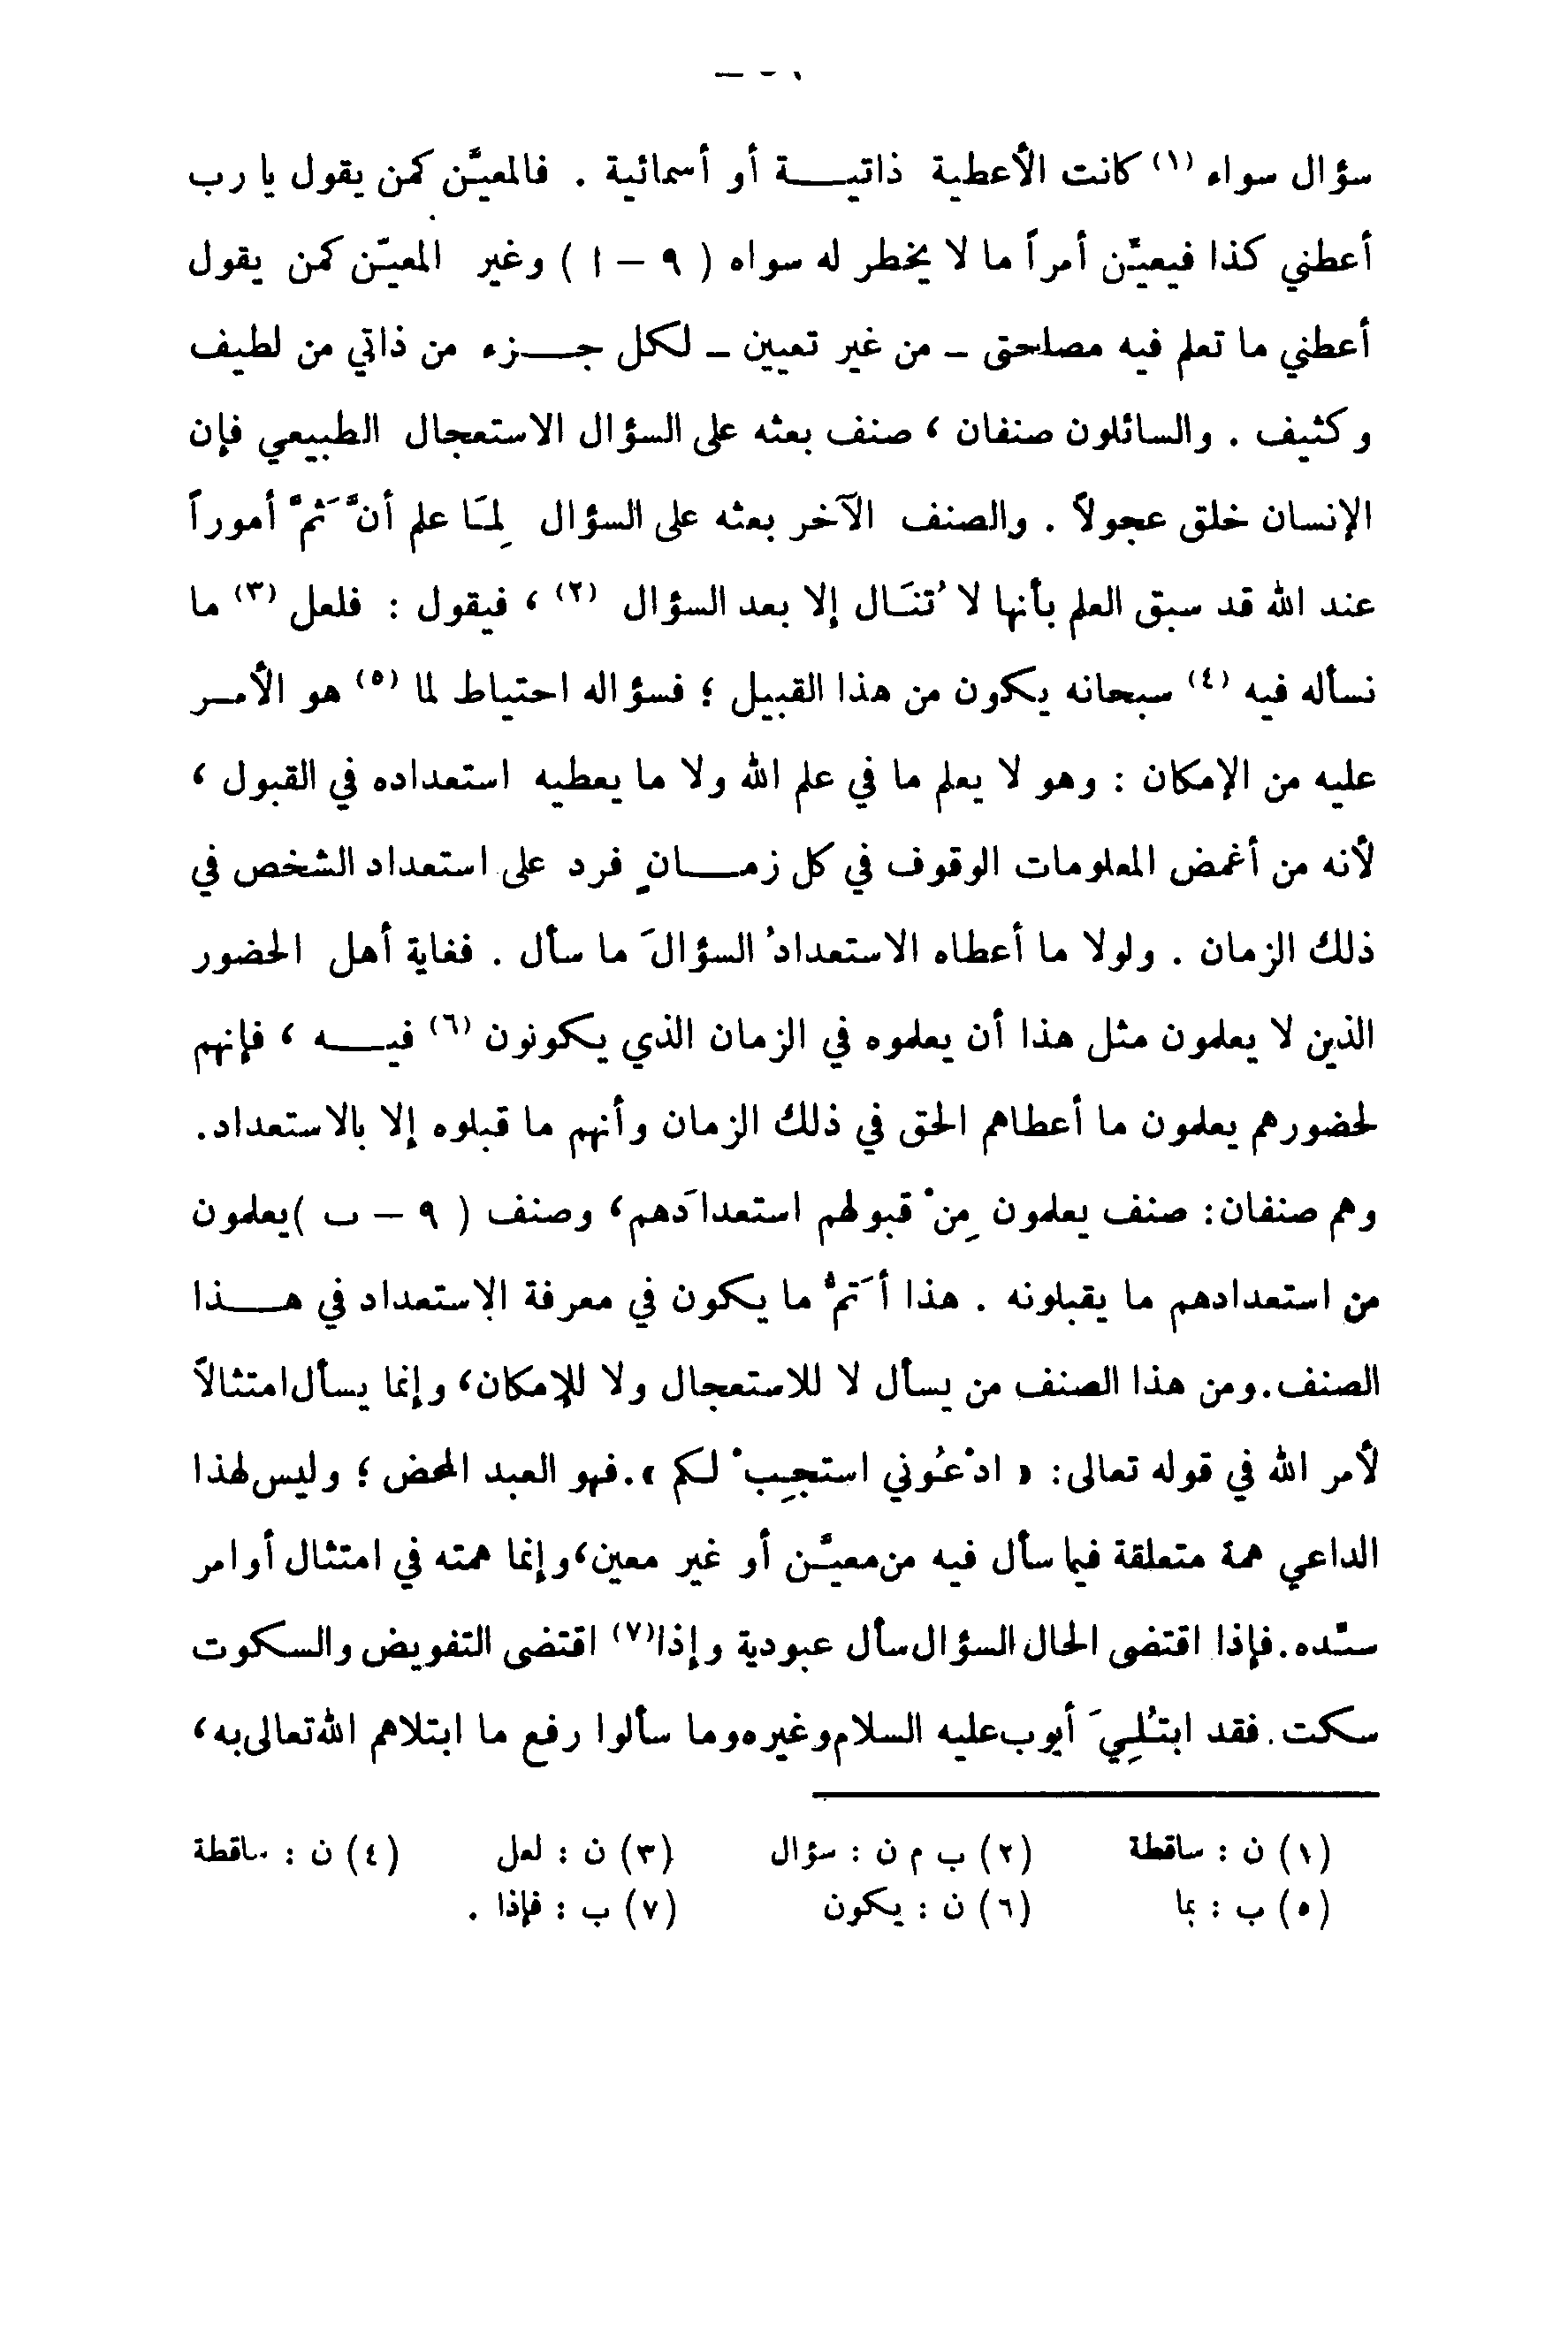 سؤال سواء (١) كانت الأعطية ذاتيـــة أو أسمائية . فالمعيَّن كمن يقول يا رب
أعطني كذا فيعيِّن أمراً ما لا يخطر له سواه ( ٩ – ا ) وغير المعيّن كمن يقول
أعطني ما تعلم فيه مصلحتي – من غير تعيين – لكل جـــزء من ذاتي من لطيف
وكثيف . والسائلون صنفان ، صنف بعثه على السؤال الاستعجال الطبيعي فإن
الإنسان خلق عجولاً . والصنف الآخر بعثه على السؤال لِمَا علم أنَّ ثَمَّ أموراً
عند الله قد سبق العلم بأنها لا تُنَال إلا بعد السؤال (٢) ، فيقول : فلعل (٣) ما
نسأله فيه (٤) سبحانه يكون من هذا القبيل ؛ فسؤاله احتياط لما (٥) هو الأمـر
عليه من الإمكان : وهو لا يعلم ما في علم الله ولا ما يعطيه استعداده في القبول ،
لأنه من أغمض المعلومات الوقوف في كل زمـــانٍ فرد على استعداد الشخص في
ذلك الزمان . ولولا ما أعطاه الاستعدادُ السؤالَ ما سأل . فغاية أهل الحضور
الذين لا يعلمون مثل هذا أن يعلموه في الزمان الذي يكونون (٦) فيـــه ، فإنهم
لحضورهم يعلمون ما أعطاهم الحق في ذلك الزمان وأنهم ما قبلوه إلا بالاستعداد.
وهم صنفان: صنف يعلمون مِنْ قبولهم استعدادَهم، وصنف ( ٩ – ب )يعلمون
من استعدادهم ما يقبلونه . هذا أَتمُّ ما يكون في معرفة الاستعداد في هـــذا
الصنف.ومن هذا الصنف من يسأل لا للاستعجال ولا للإمكان، وإنما يسأل امتثالاً
لأمر الله في قوله تعالى: « ادْعُوني استجِبْ لكم ».فهو العبد المحض ؛ وليس لهذا
الداعي همة متعلقة فيما سأل فيه من معيَّن أو غير معين، وإنما همته في امتثال أوامر
سيِّده.فإذا اقتضى الحال السؤال سأل عبودية وإذا(٧) اقتضى التفويض والسكوت
سكت. فقد ابتُلِيَ أيوب عليه السلام وغيره وما سألوا رفع ما ابتلاهم الله تعالى به،
(١) ن : ساقطة (٢) ب م ن : سؤال (٣) ن : لعل (٤) ن : ساقطة
(٥) ب : بما (٦) ن : يكون (٧) ب : فإذا .